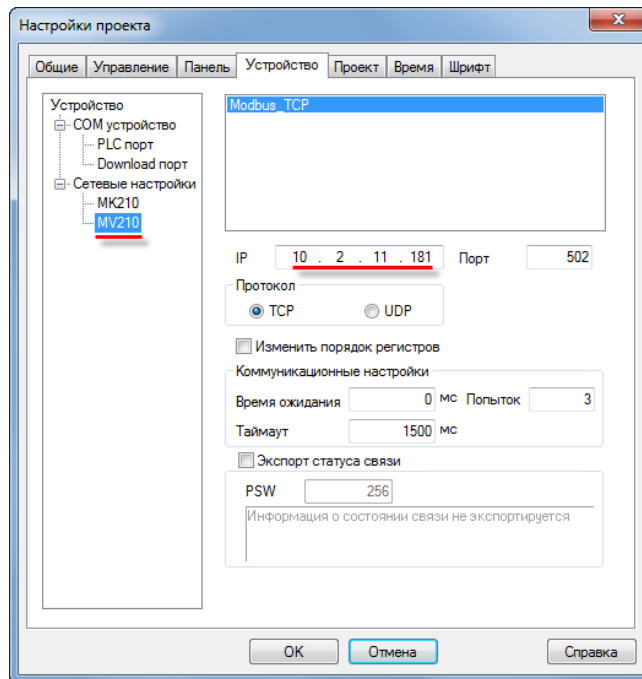 Настройки проекта
Общие Управление Панель Устройство Проект Время Шрифт
Устройство
COM устройство
PLC порт
Download порт
Сетевые настройки
MK210
MV210
Modbus_TCP
IP 10 . 2 . 11 . 181 Порт 502
Протокол
TCP UDP
Изменить порядок регистров
Коммуникационные настройки
Время ожидания 0 мс Попыток 3
Таймаут 1500 мс
Экспорт статуса связи
PSW 256
Информация о состоянии связи не экспортируется
OK Отмена Справка